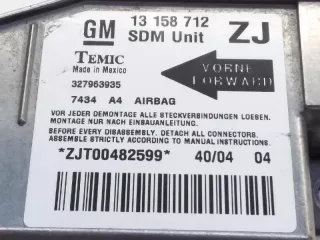 GM 13 158 712 ZJ
SDM Unit
TEMIC
Made in Mexico
VORNE
FORWARD
327963935
7434 A4 AIRBAG
VOR JEDER DEMONTAGE ALLE STECKVERBINDUNGEN LOESEN.
MONTAGE NUR NACH EINBAUANLEITUNG.
BEFORE EVERY DISASSEMBLY, DETACH ALL CONNECTORS.
ASSEMBLE STRICTLY ACCORDING TO MANUAL INSTRUCTIONS.
*ZJT00482599* 40/04 04